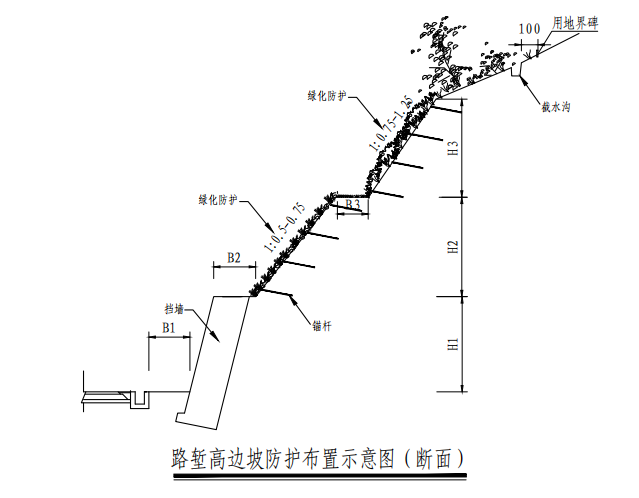 100
用地界碑
截水沟
绿化防护
1:0.75-1.25
H3
B3
绿化防护
1:0.5-0.75
H2
B2
挡墙
锚杆
B1
H1
路堑高边坡防护布置示意图(断面)